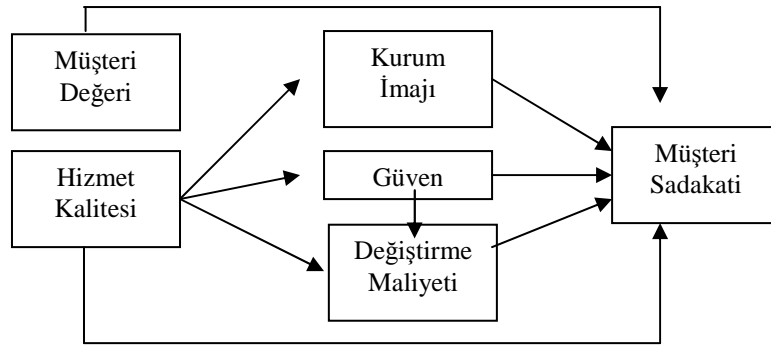 Müşteri
Değeri
Kurum
İmajı
Hizmet
Kalitesi
Güven
Müşteri
Sadakati
Değiştirme
Maliyeti